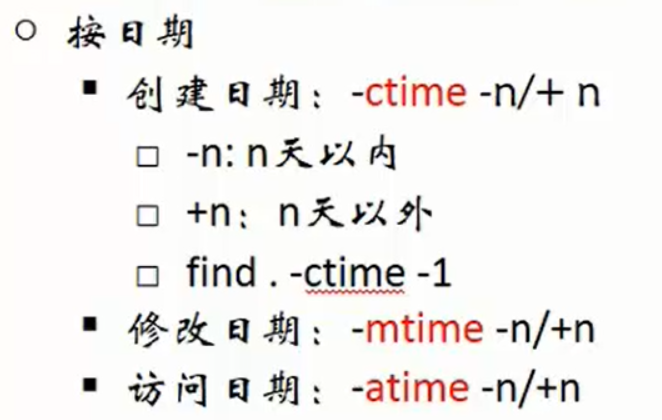 按日期
创建日期：-ctime -n/+ n
-n: n天以内
+n：n天以外
find . -ctime -1
修改日期：-mtime -n/+n
访问日期：-atime -n/+n